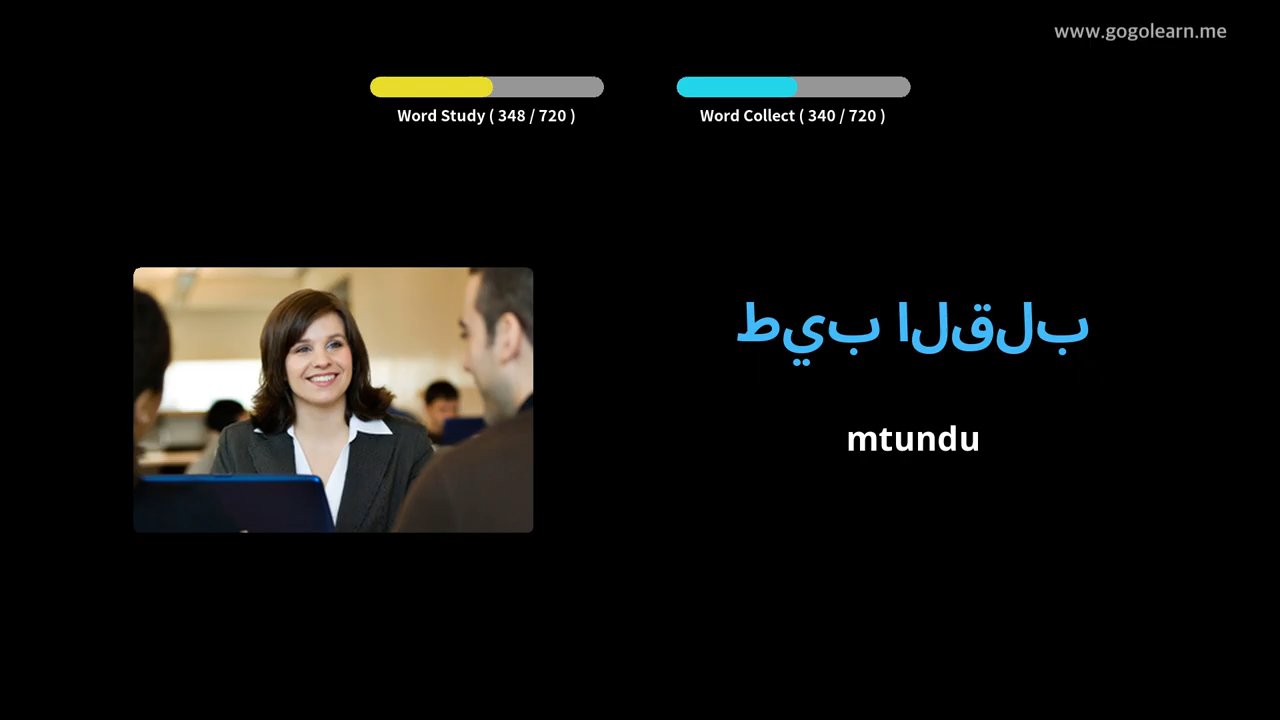 www.gogolearn.me
Word Study ( 348 / 720 )
Word Collect ( 340 / 720 )
طيب القلب
mtundu